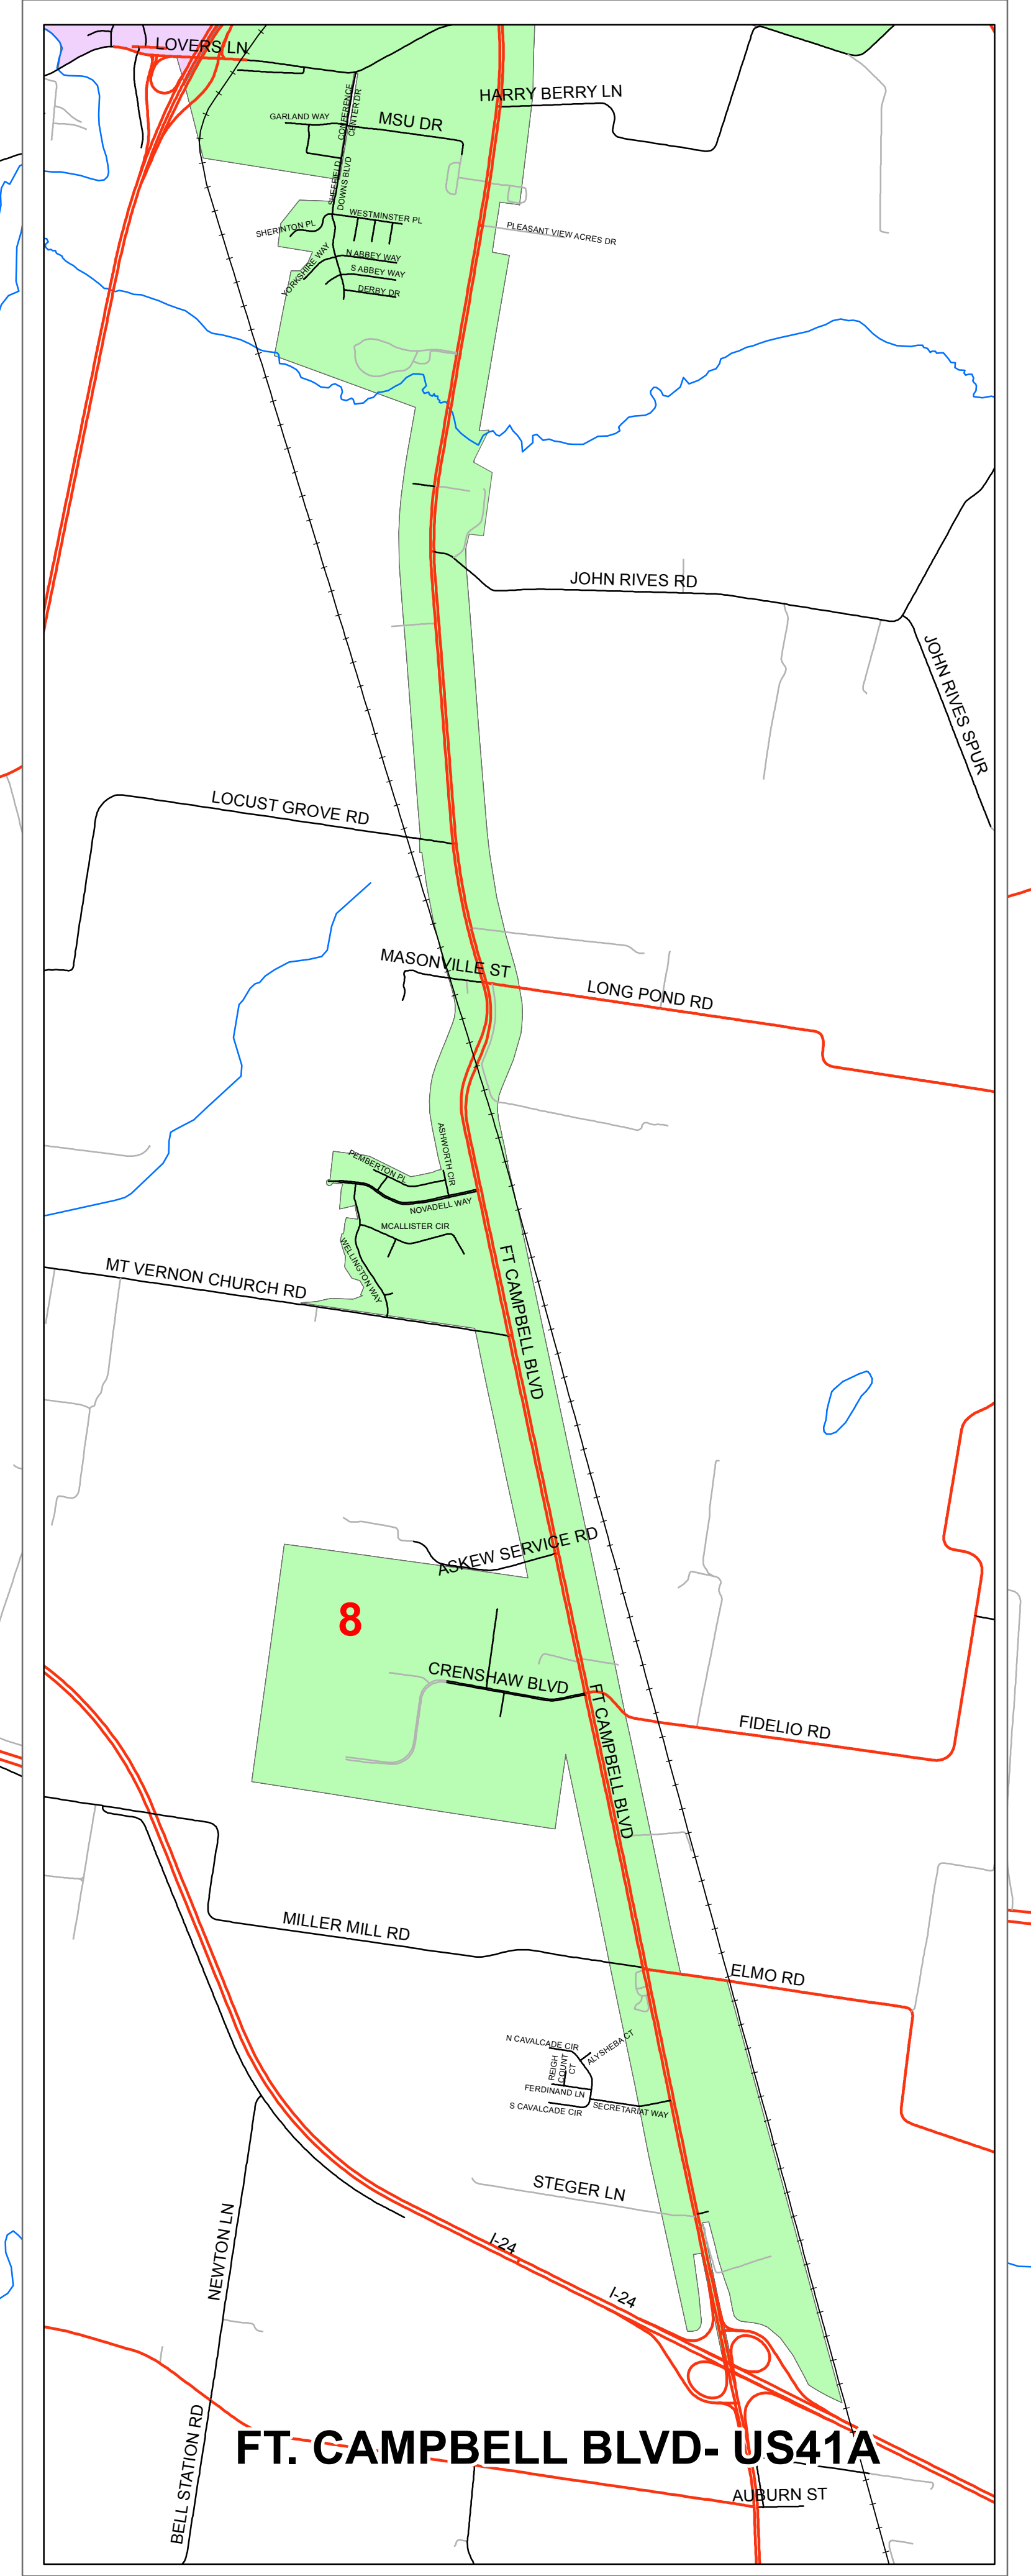 LOVERS LN
HARRY BERRY LN
GARLAND WAY
CONFERENCE
CENTER DR
MSU DR
SHEFFIELD
DOWNS BLVD
WESTMINSTER PL
SHERINTON PL
PLEASANT VIEW ACRES DR
N ABBEY WAY
YORKSHIRE WAY
S ABBEY WAY
DERBY DR
JOHN RIVES RD
JOHN RIVES SPUR
LOCUST GROVE RD
MASONVILLE ST
LONG POND RD
ASHWORTH CIR
PEMBERTON PL
NOVADELL WAY
MCALLISTER CIR
WELLINGTON WAY
FT CAMPBELL BLVD
MT VERNON CHURCH RD
ASKEW SERVICE RD
8
CRENSHAW BLVD
FT CAMPBELL BLVD
FIDELIO RD
MILLER MILL RD
ELMO RD
N CAVALCADE CIR
ALYSHEBA CT
REIGH
COUNT
CT
FERDINAND LN
S CAVALCADE CIR
SECRETARIAT WAY
STEGER LN
NEWTON LN
I-24
I-24
BELL STATION RD
FT. CAMPBELL BLVD- US41A
AUBURN ST